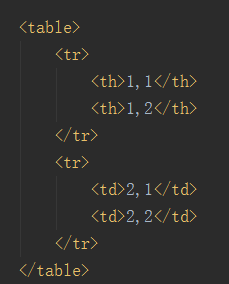 <table>
    <tr>
        <th>1,1</th>
        <th>1,2</th>
    </tr>
    <tr>
        <td>2,1</td>
        <td>2,2</td>
    </tr>
</table>